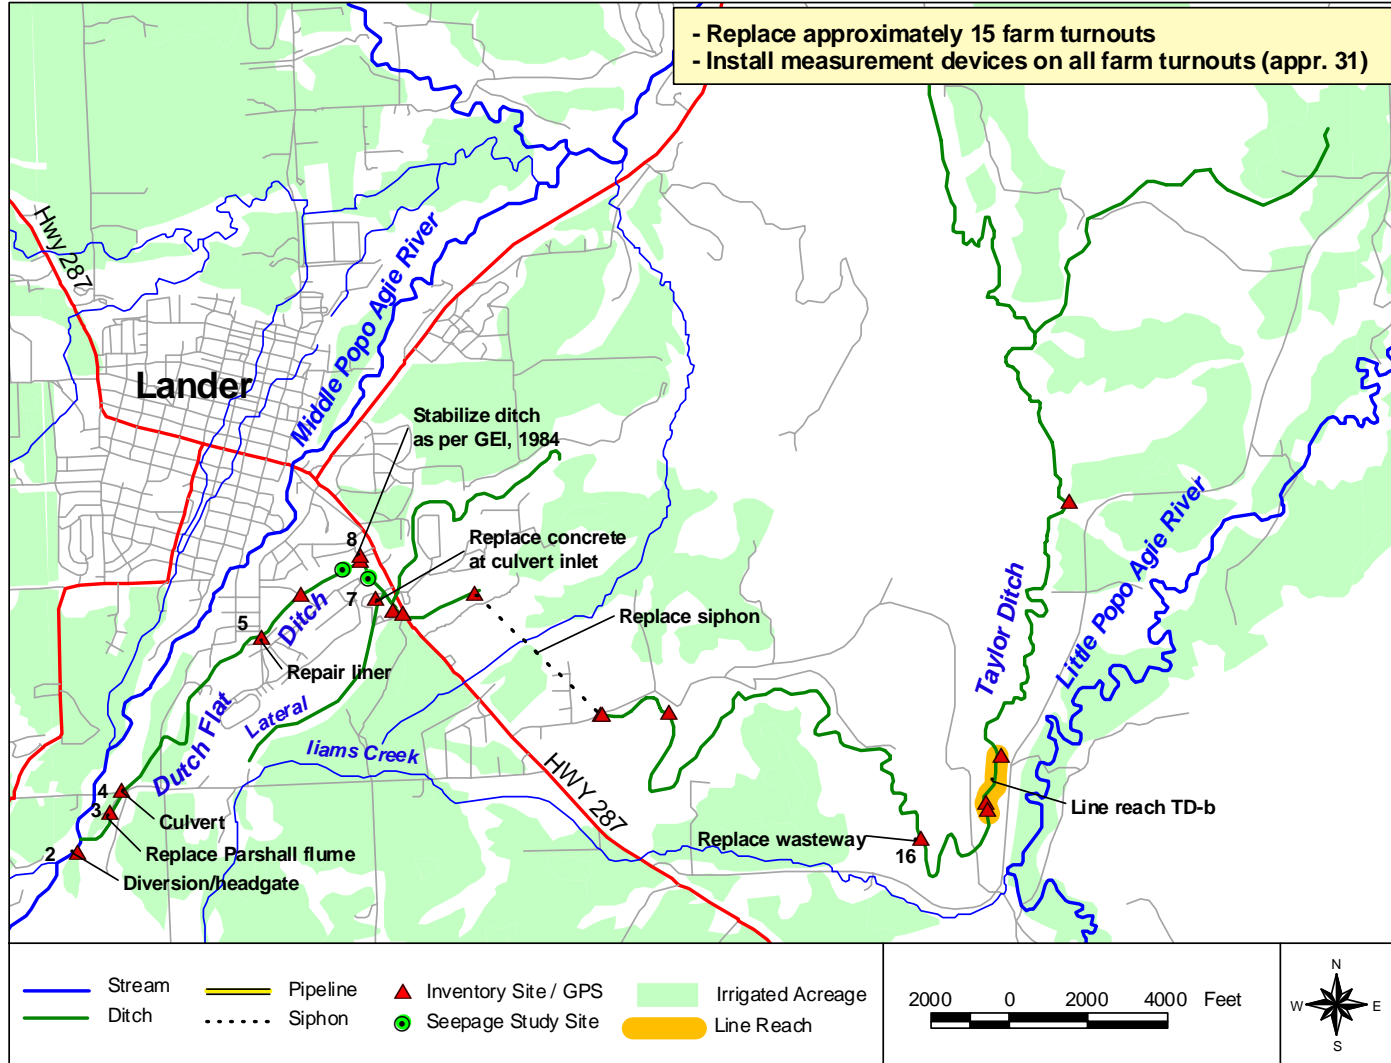 - Replace approximately 15 farm turnouts
- Install measurement devices on all farm turnouts (appr. 31)
Hwy 287
Middle Popo Agie River
Lander
Stabilize ditch
as per GEI, 1984
8
Replace concrete
at culvert inlet
7
5
Ditch
Repair liner
Replace siphon
Taylor Ditch
Little Popo Agie River
Dutch Flat
Lateral
Iiams Creek
HWY 287
4
3
Culvert
2
Replace Parshall flume
Diversion/headgate
Replace wasteway
16
Line reach TD-b
Stream
Ditch
Pipeline
Siphon
Inventory Site / GPS
Seepage Study Site
Irrigated Acreage
Line Reach
2000 0 2000 4000 Feet
N
W E
S